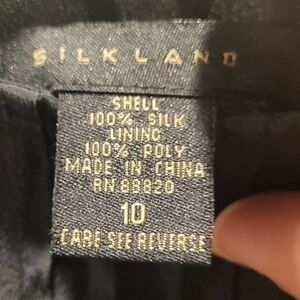 SILKLAND
SHELL
100% SILK
LINING
100% POLY
MADE IN CHINA
RN 88820
10
CARE SEE REVERSE